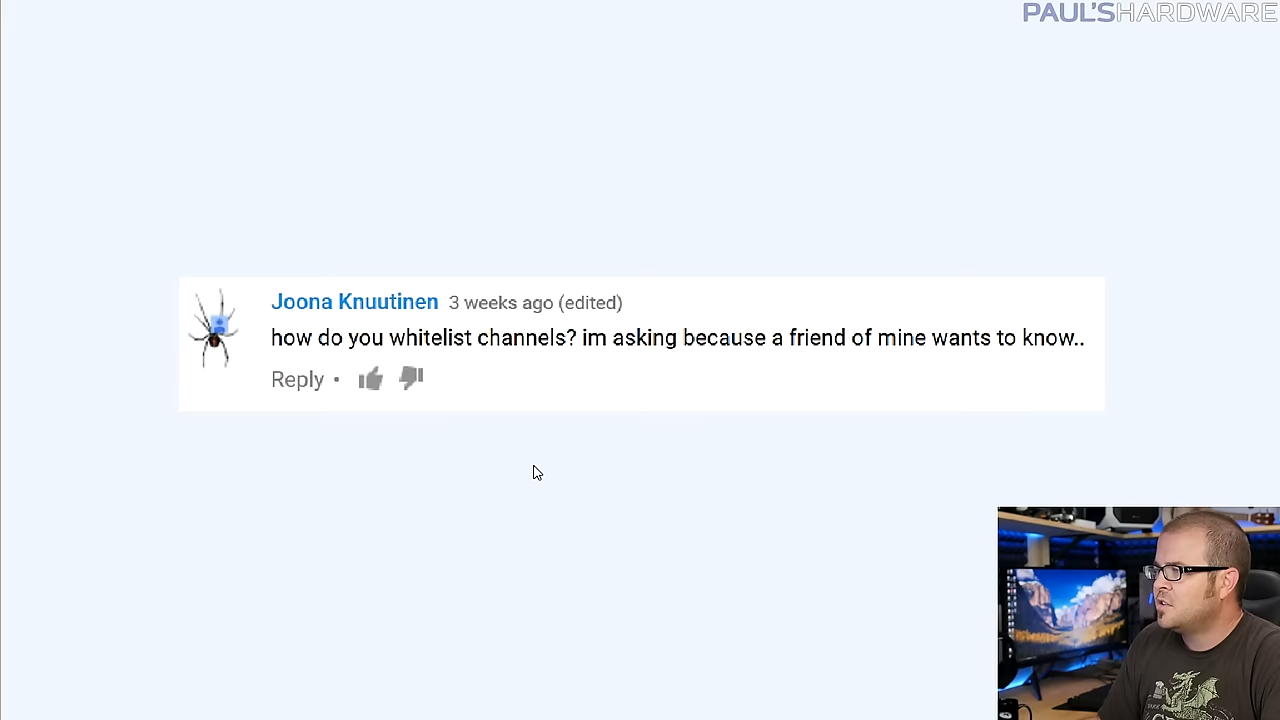 PAUL'SHARDWARE
Joona Knuutinen 3 weeks ago (edited)
how do you whitelist channels? im asking because a friend of mine wants to know..
Reply •